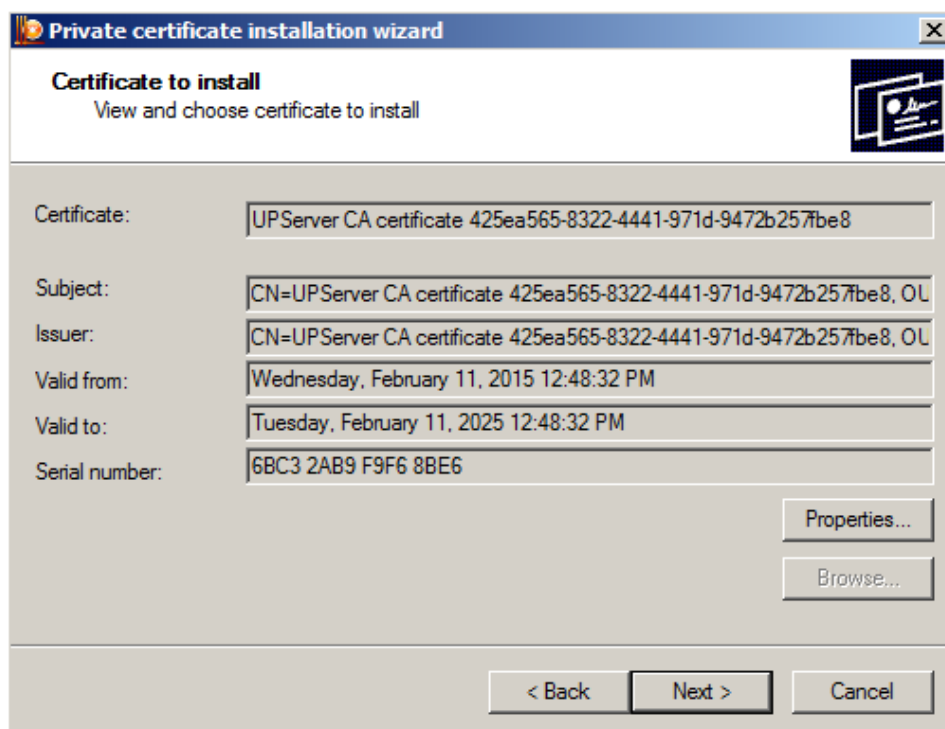 Private certificate installation wizard
Certificate to install
View and choose certificate to install
Certificate: UPServer CA certificate 425ea565-8322-4441-971d-9472b257fbe8
Subject: CN=UPServer CA certificate 425ea565-8322-4441-971d-9472b257fbe8, OU
Issuer: CN=UPServer CA certificate 425ea565-8322-4441-971d-9472b257fbe8, OU
Valid from: Wednesday, February 11, 2015 12:48:32 PM
Valid to: Tuesday, February 11, 2025 12:48:32 PM
Serial number: 6BC3 2AB9 F9F6 8BE6
Properties...
Browse...
< Back Next > Cancel